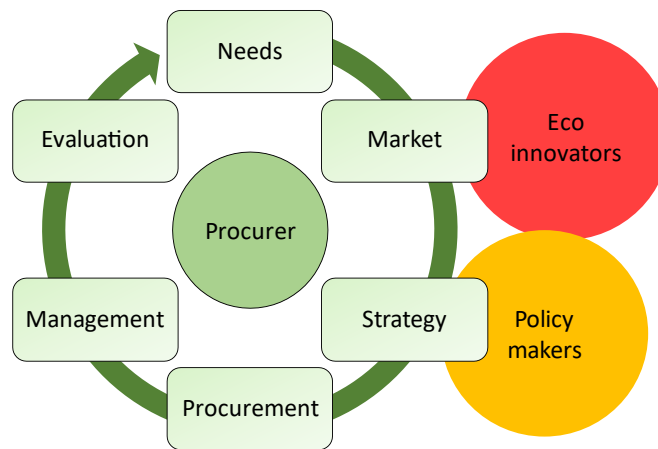 Needs
Evaluation
Market
Eco
innovators
Procurer
Management
Strategy
Policy
makers
Procurement